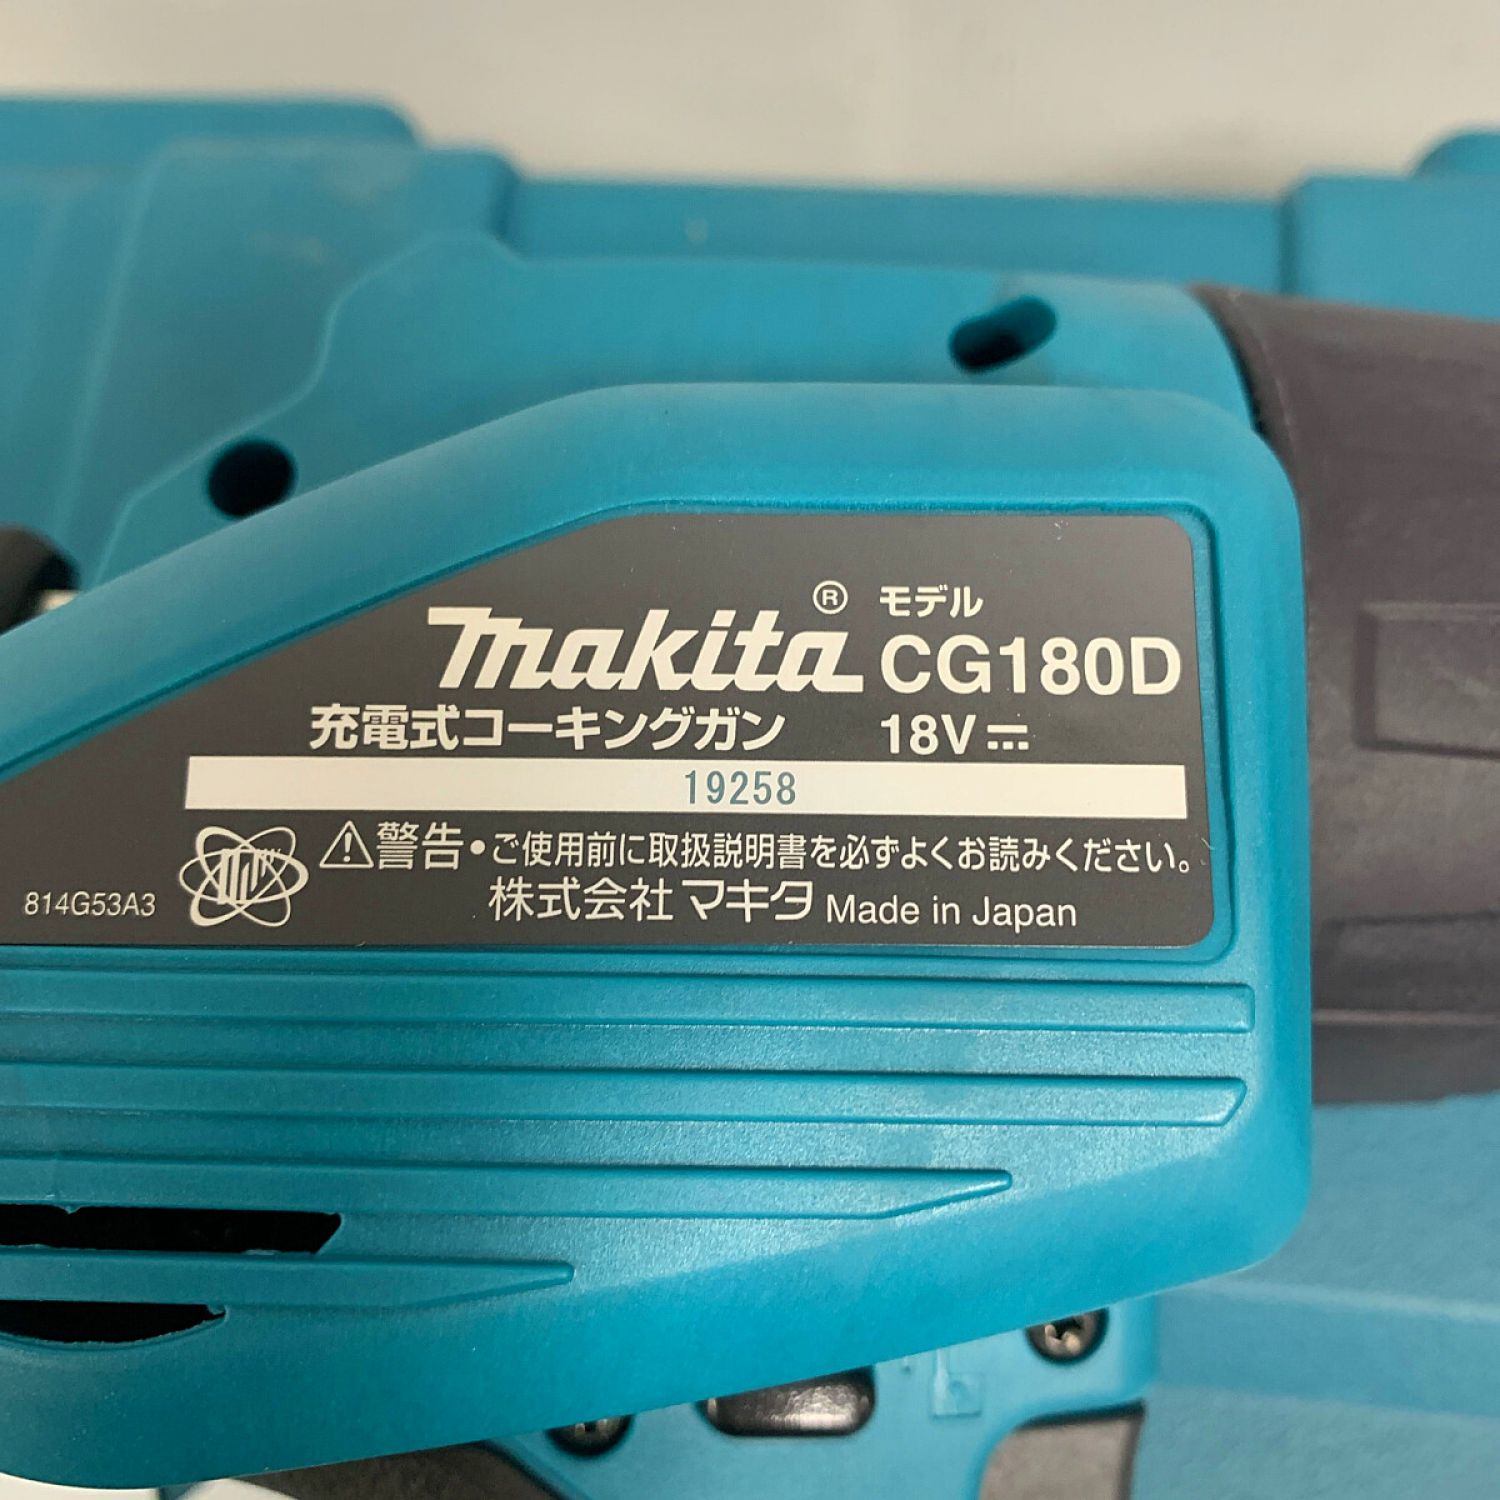 makita® モデル
CG180D
充電式コーキングガン 18V
19258
警告・ご使用前に取扱説明書を必ずよくお読みください。
814G53A3 株式会社マキタ Made in Japan